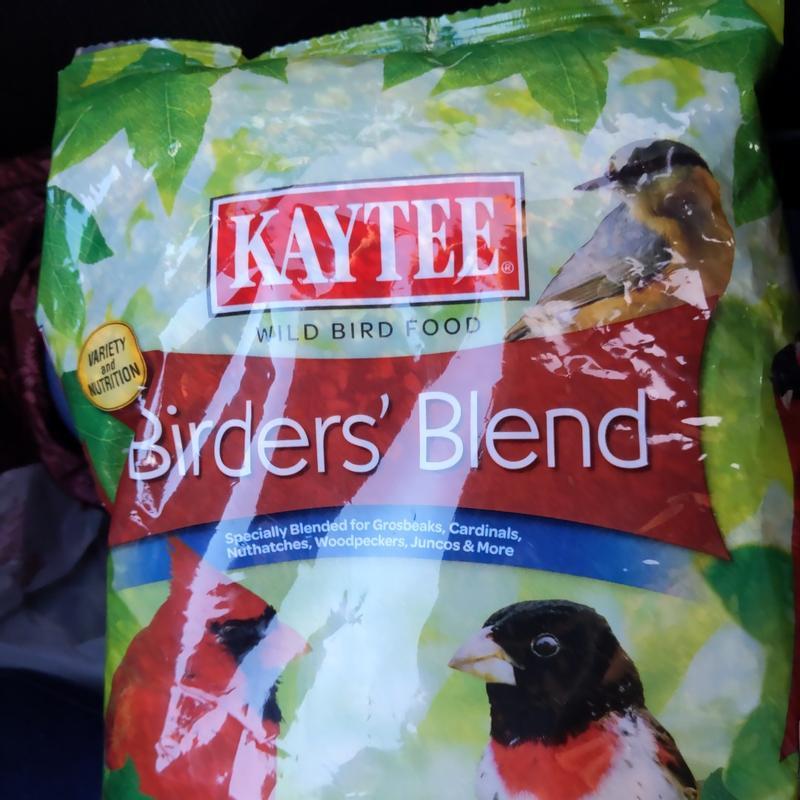 KAYTEE®
WILD BIRD FOOD
VARIETY
and
NUTRITION
Birders' Blend
Specially Blended for Grosbeaks, Cardinals,
Nuthatches, Woodpeckers, Juncos & More